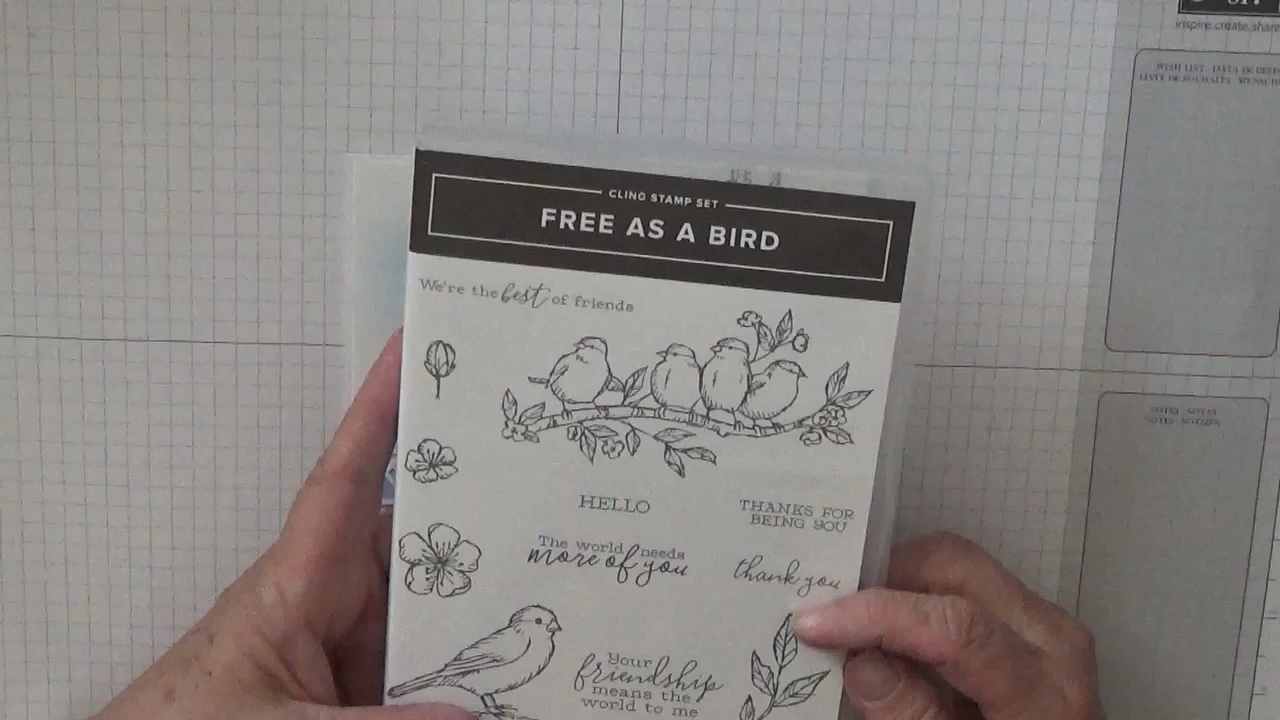 inspire.create.share
CLING STAMP SET
FREE AS A BIRD
We're the best of friends
HELLO
THANKS FOR
BEING YOU
The world needs
more of you
thank you
Your
friendship
means the
world to me